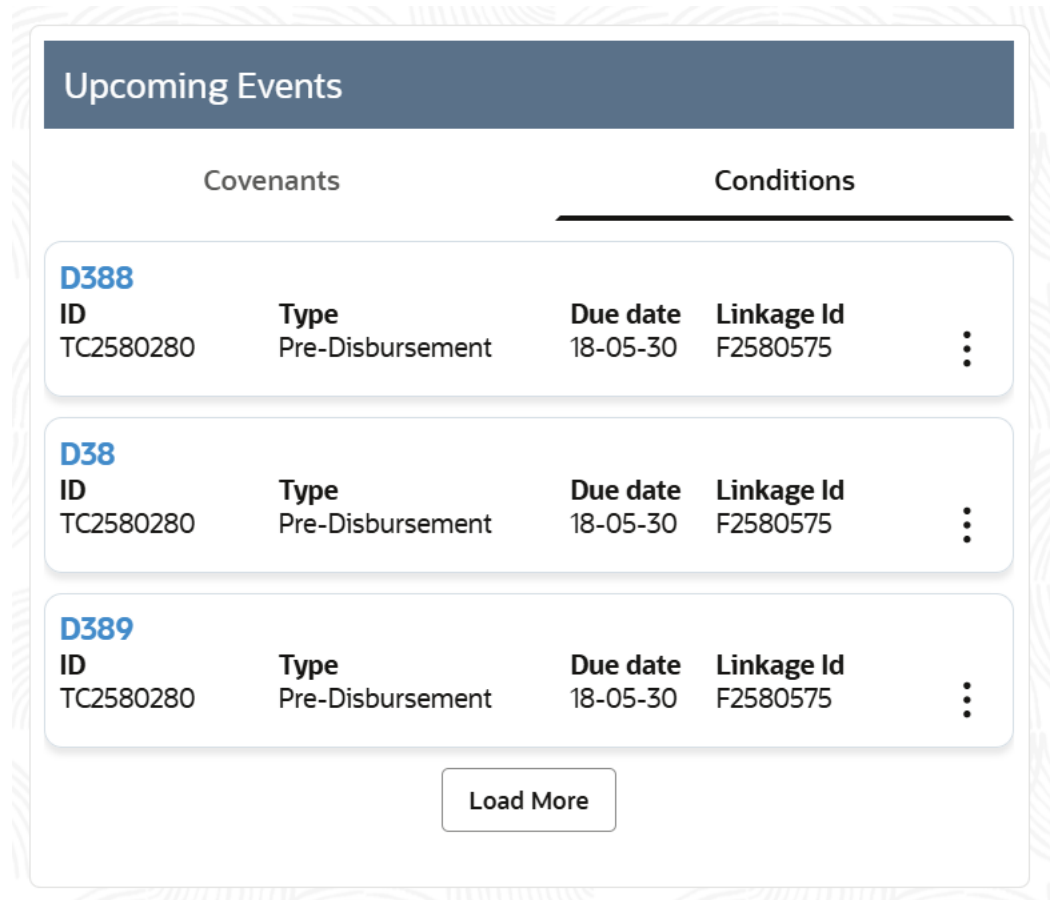 Upcoming Events
Covenants Conditions
D388
ID Type Due date Linkage Id
TC2580280 Pre-Disbursement 18-05-30 F2580575
D38
ID Type Due date Linkage Id
TC2580280 Pre-Disbursement 18-05-30 F2580575
D389
ID Type Due date Linkage Id
TC2580280 Pre-Disbursement 18-05-30 F2580575
Load More